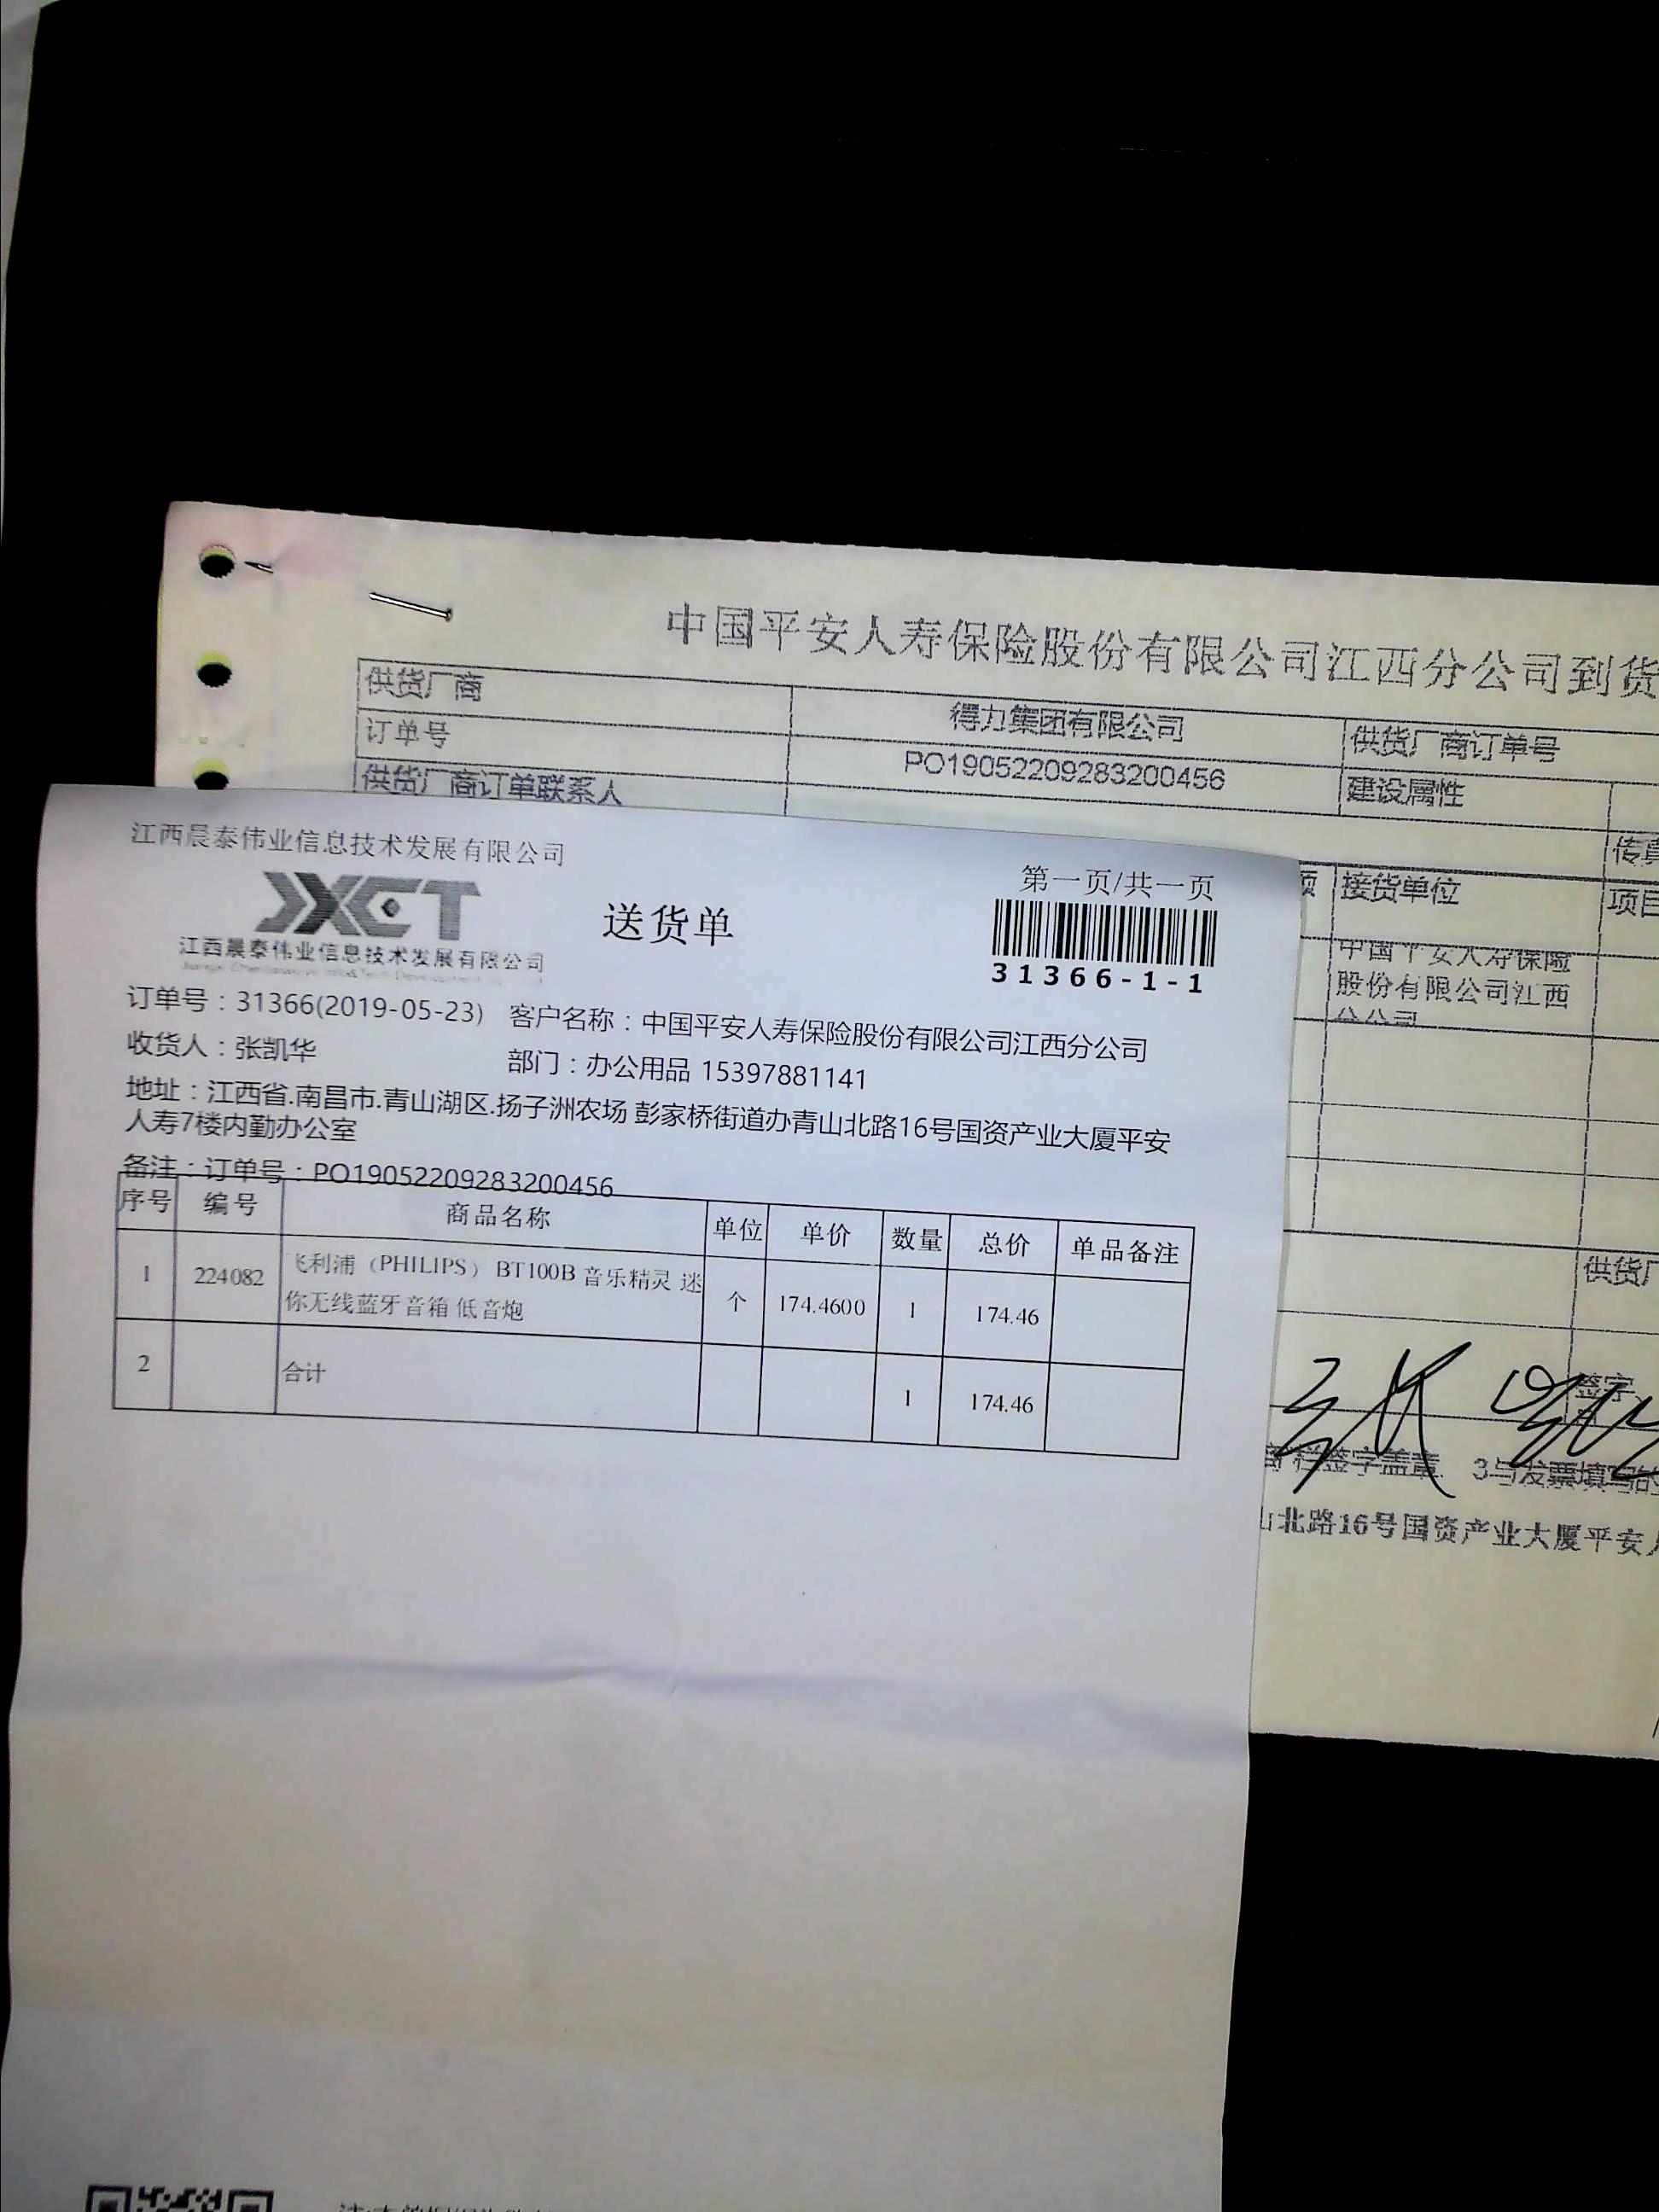 中国平安人寿保险股份有限公司江西分公司到货
供货厂商 得力集团有限公司 供货厂商订单号
订单号 PO19052209283200456 建设属性
供货厂商订单联系人
传真
接货单位 项目
中国平安人寿保险
股份有限公司江西
分公司
供货厂
签字
商栏签字盖章 3与发票填写的
山北路16号国资产业大厦平安人
江西晨泰伟业信息技术发展有限公司
第一页/共一页
JXCT
送货单
江西晨泰伟业信息技术发展有限公司
31366-1-1
订单号：31366(2019-05-23) 客户名称：中国平安人寿保险股份有限公司江西分公司
收货人：张凯华 部门：办公用品 15397881141
地址：江西省.南昌市.青山湖区.扬子洲农场 彭家桥街道办青山北路16号国资产业大厦平安
人寿7楼内勤办公室
备注：订单号：PO19052209283200456
序号 编号 商品名称 单位 单价 数量 总价 单品备注
1 224082 飞利浦（PHILIPS） BT100B 音乐精灵 迷
你无线蓝牙音箱 低音炮 个 174.4600 1 174.46
2 合计 1 174.46